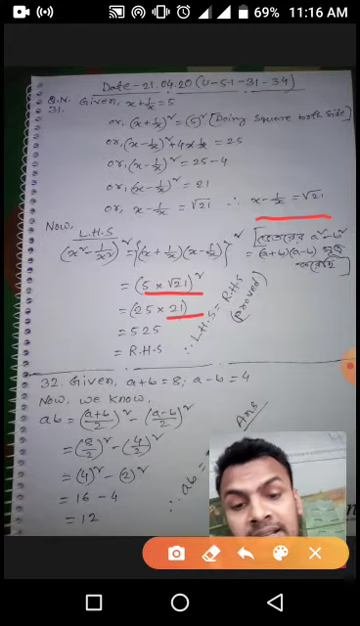 69% 11:16 AM
Date-21.04.20 (U-5.1-31-34)
Q.N. 31. Given, x+1/x=5
or, (x+1/x)²=(5)² [Doing Square both side]
or, (x-1/x)²+4x·1/x=25
or, (x-1/x)²=25-4
or, (x-1/x)²=21
or, x-1/x=√21 ∴ x-1/x=√21
Now, L.H.S
(x²-1/x²)²={(x+1/x)(x-1/x)}² [ভেতরের a²-b²
=(a+b)(a-b) সূত্র
=(5×√21)²
=(25×21)
=525
=R.H.S ∴ L.H.S=R.H.S
(Proved)
32. Given, a+b=8; a-b=4
Now. we know,
ab=((a+b)/2)²-((a-b)/2)²
=(8/2)²-(4/2)²
=(4)²-(2)²
=16-4
=12
∴ ab=
Ans